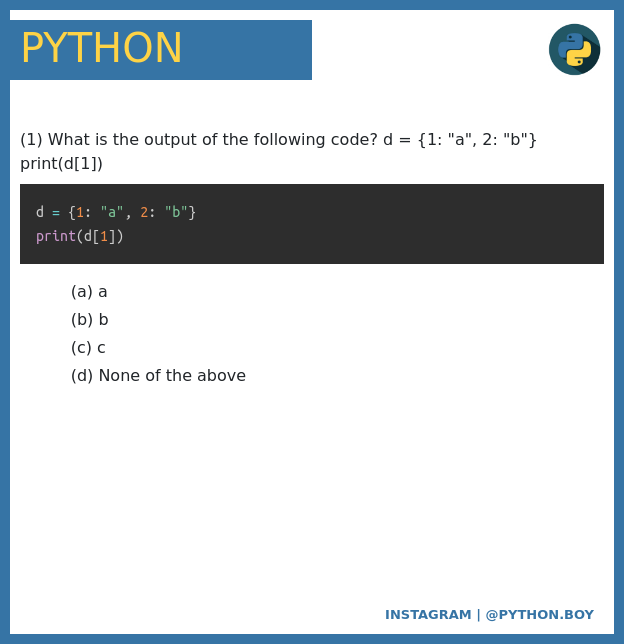 PYTHON
(1) What is the output of the following code? d = {1: "a", 2: "b"}
print(d[1])
d = {1: "a", 2: "b"}
print(d[1])
(a) a
(b) b
(c) c
(d) None of the above
INSTAGRAM | @PYTHON.BOY